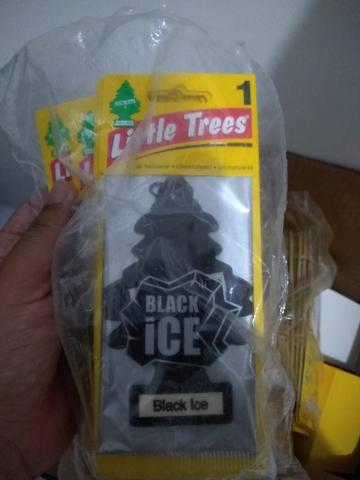 1
Little Trees
BLACK
iCE
Black Ice